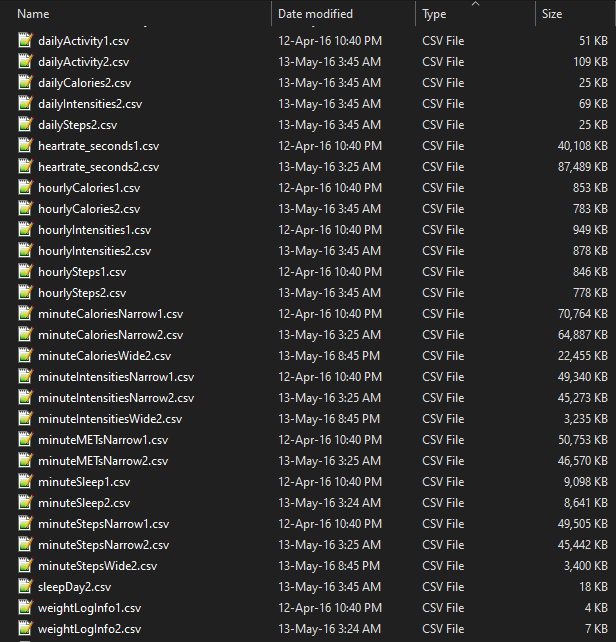 Name Date modified Type Size
dailyActivity1.csv 12-Apr-16 10:40 PM CSV File 51 KB
dailyActivity2.csv 13-May-16 3:45 AM CSV File 109 KB
dailyCalories2.csv 13-May-16 3:45 AM CSV File 25 KB
dailyIntensities2.csv 13-May-16 3:45 AM CSV File 69 KB
dailySteps2.csv 13-May-16 3:45 AM CSV File 25 KB
heartrate_seconds1.csv 12-Apr-16 10:40 PM CSV File 40,108 KB
heartrate_seconds2.csv 13-May-16 3:25 AM CSV File 87,489 KB
hourlyCalories1.csv 12-Apr-16 10:40 PM CSV File 853 KB
hourlyCalories2.csv 13-May-16 3:45 AM CSV File 783 KB
hourlyIntensities1.csv 12-Apr-16 10:40 PM CSV File 949 KB
hourlyIntensities2.csv 13-May-16 3:45 AM CSV File 878 KB
hourlySteps1.csv 12-Apr-16 10:40 PM CSV File 846 KB
hourlySteps2.csv 13-May-16 3:45 AM CSV File 778 KB
minuteCaloriesNarrow1.csv 12-Apr-16 10:40 PM CSV File 70,764 KB
minuteCaloriesNarrow2.csv 13-May-16 3:25 AM CSV File 64,887 KB
minuteCaloriesWide2.csv 13-May-16 8:45 PM CSV File 22,455 KB
minuteIntensitiesNarrow1.csv 12-Apr-16 10:40 PM CSV File 49,340 KB
minuteIntensitiesNarrow2.csv 13-May-16 3:25 AM CSV File 45,273 KB
minuteIntensitiesWide2.csv 13-May-16 8:45 PM CSV File 3,235 KB
minuteMETsNarrow1.csv 12-Apr-16 10:40 PM CSV File 50,753 KB
minuteMETsNarrow2.csv 13-May-16 3:25 AM CSV File 46,570 KB
minuteSleep1.csv 12-Apr-16 10:40 PM CSV File 9,098 KB
minuteSleep2.csv 13-May-16 3:24 AM CSV File 8,641 KB
minuteStepsNarrow1.csv 12-Apr-16 10:40 PM CSV File 49,505 KB
minuteStepsNarrow2.csv 13-May-16 3:25 AM CSV File 45,442 KB
minuteStepsWide2.csv 13-May-16 8:45 PM CSV File 3,400 KB
sleepDay2.csv 13-May-16 3:45 AM CSV File 18 KB
weightLogInfo1.csv 12-Apr-16 10:40 PM CSV File 4 KB
weightLogInfo2.csv 13-May-16 3:24 AM CSV File 7 KB